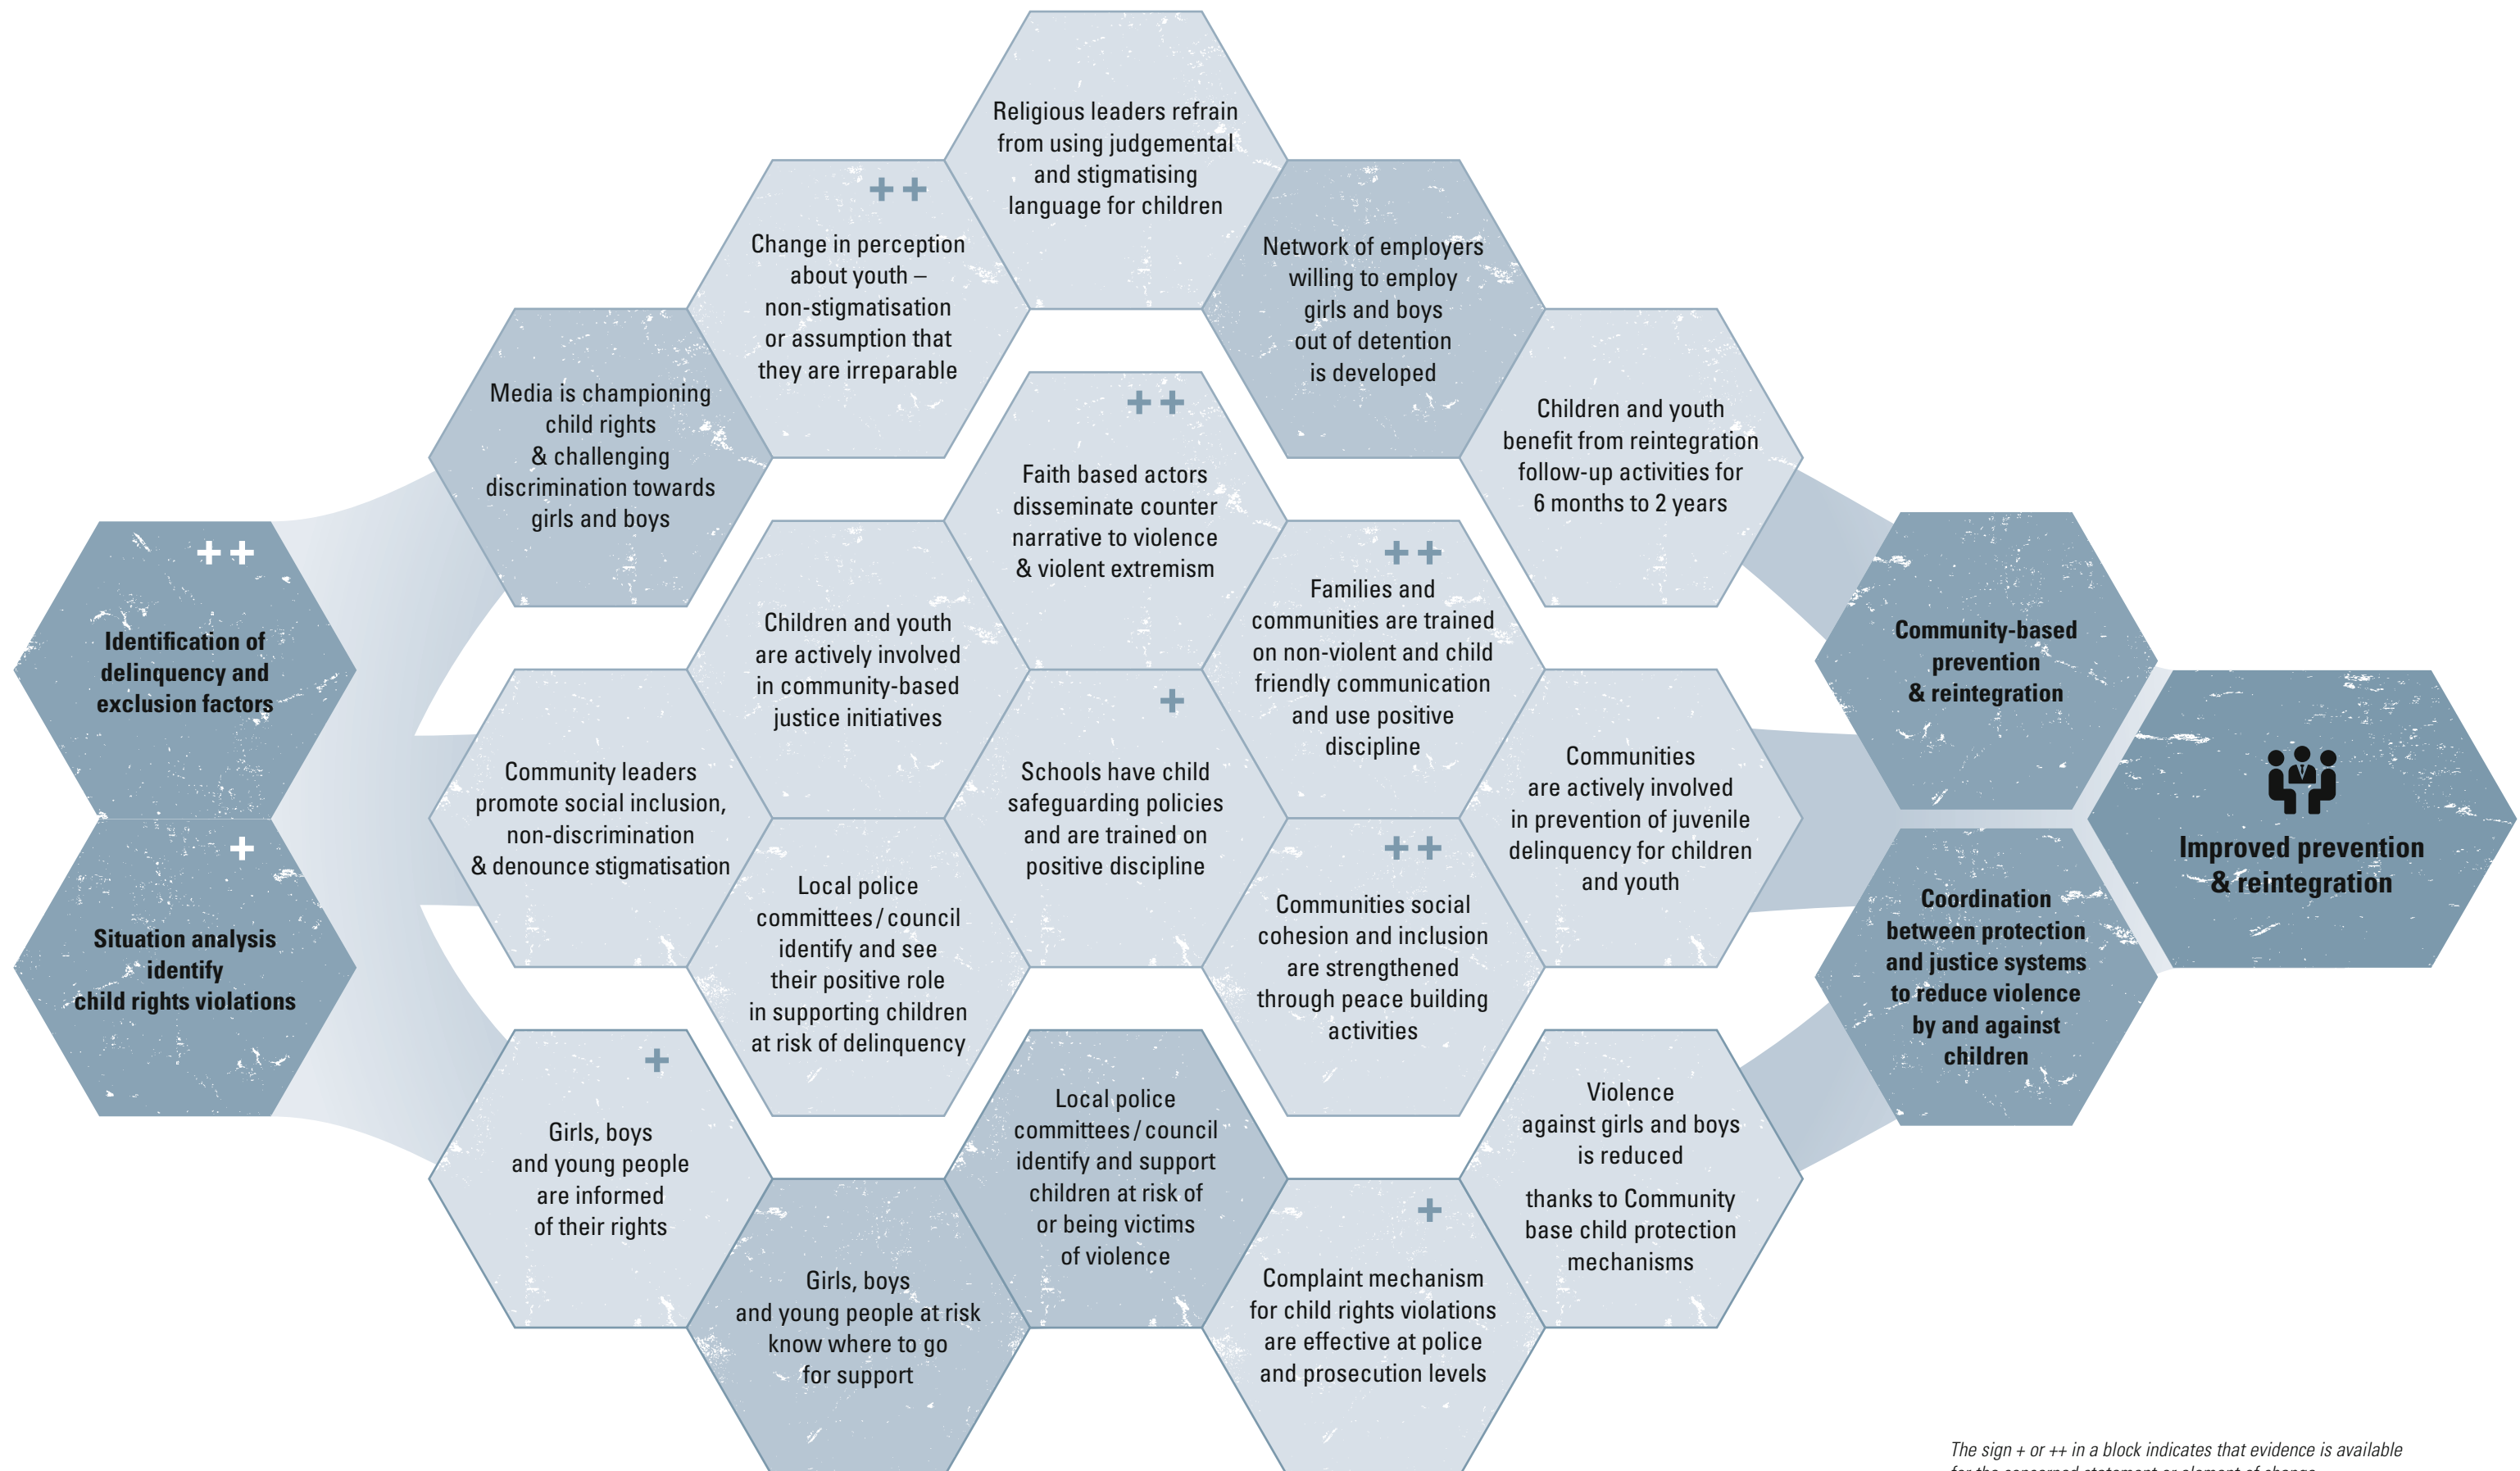 ++
Identification of
delinquency and
exclusion factors
+
Situation analysis
identify
child rights violations
Media is championing
child rights
& challenging
discrimination towards
girls and boys
++
Change in perception
about youth –
non-stigmatisation
or assumption that
they are irreparable
Religious leaders refrain
from using judgemental
and stigmatising
language for children
Network of employers
willing to employ
girls and boys
out of detention
is developed
Children and youth
benefit from reintegration
follow-up activities for
6 months to 2 years
Community leaders
promote social inclusion,
non-discrimination
& denounce stigmatisation
Children and youth
are actively involved
in community-based
justice initiatives
++
Faith based actors
disseminate counter
narrative to violence
& violent extremism
++
Families and
communities are trained
on non-violent and child
friendly communication
and use positive
discipline
Local police
committees / council
identify and see
their positive role
in supporting children
at risk of delinquency
+
Schools have child
safeguarding policies
and are trained on
positive discipline
++
Communities social
cohesion and inclusion
are strengthened
through peace building
activities
Communities
are actively involved
in prevention of juvenile
delinquency for children
and youth
+
Girls, boys
and young people
are informed
of their rights
Girls, boys
and young people at risk
know where to go
for support
Local police
committees / council
identify and support
children at risk of
or being victims
of violence
+
Complaint mechanism
for child rights violations
are effective at police
and prosecution levels
Violence
against girls and boys
is reduced
thanks to Community
base child protection
mechanisms
Community-based
prevention
& reintegration
Coordination
between protection
and justice systems
to reduce violence
by and against
children
Improved prevention
& reintegration
The sign + or ++ in a block indicates that evidence is available
for the concerned statement or element of change